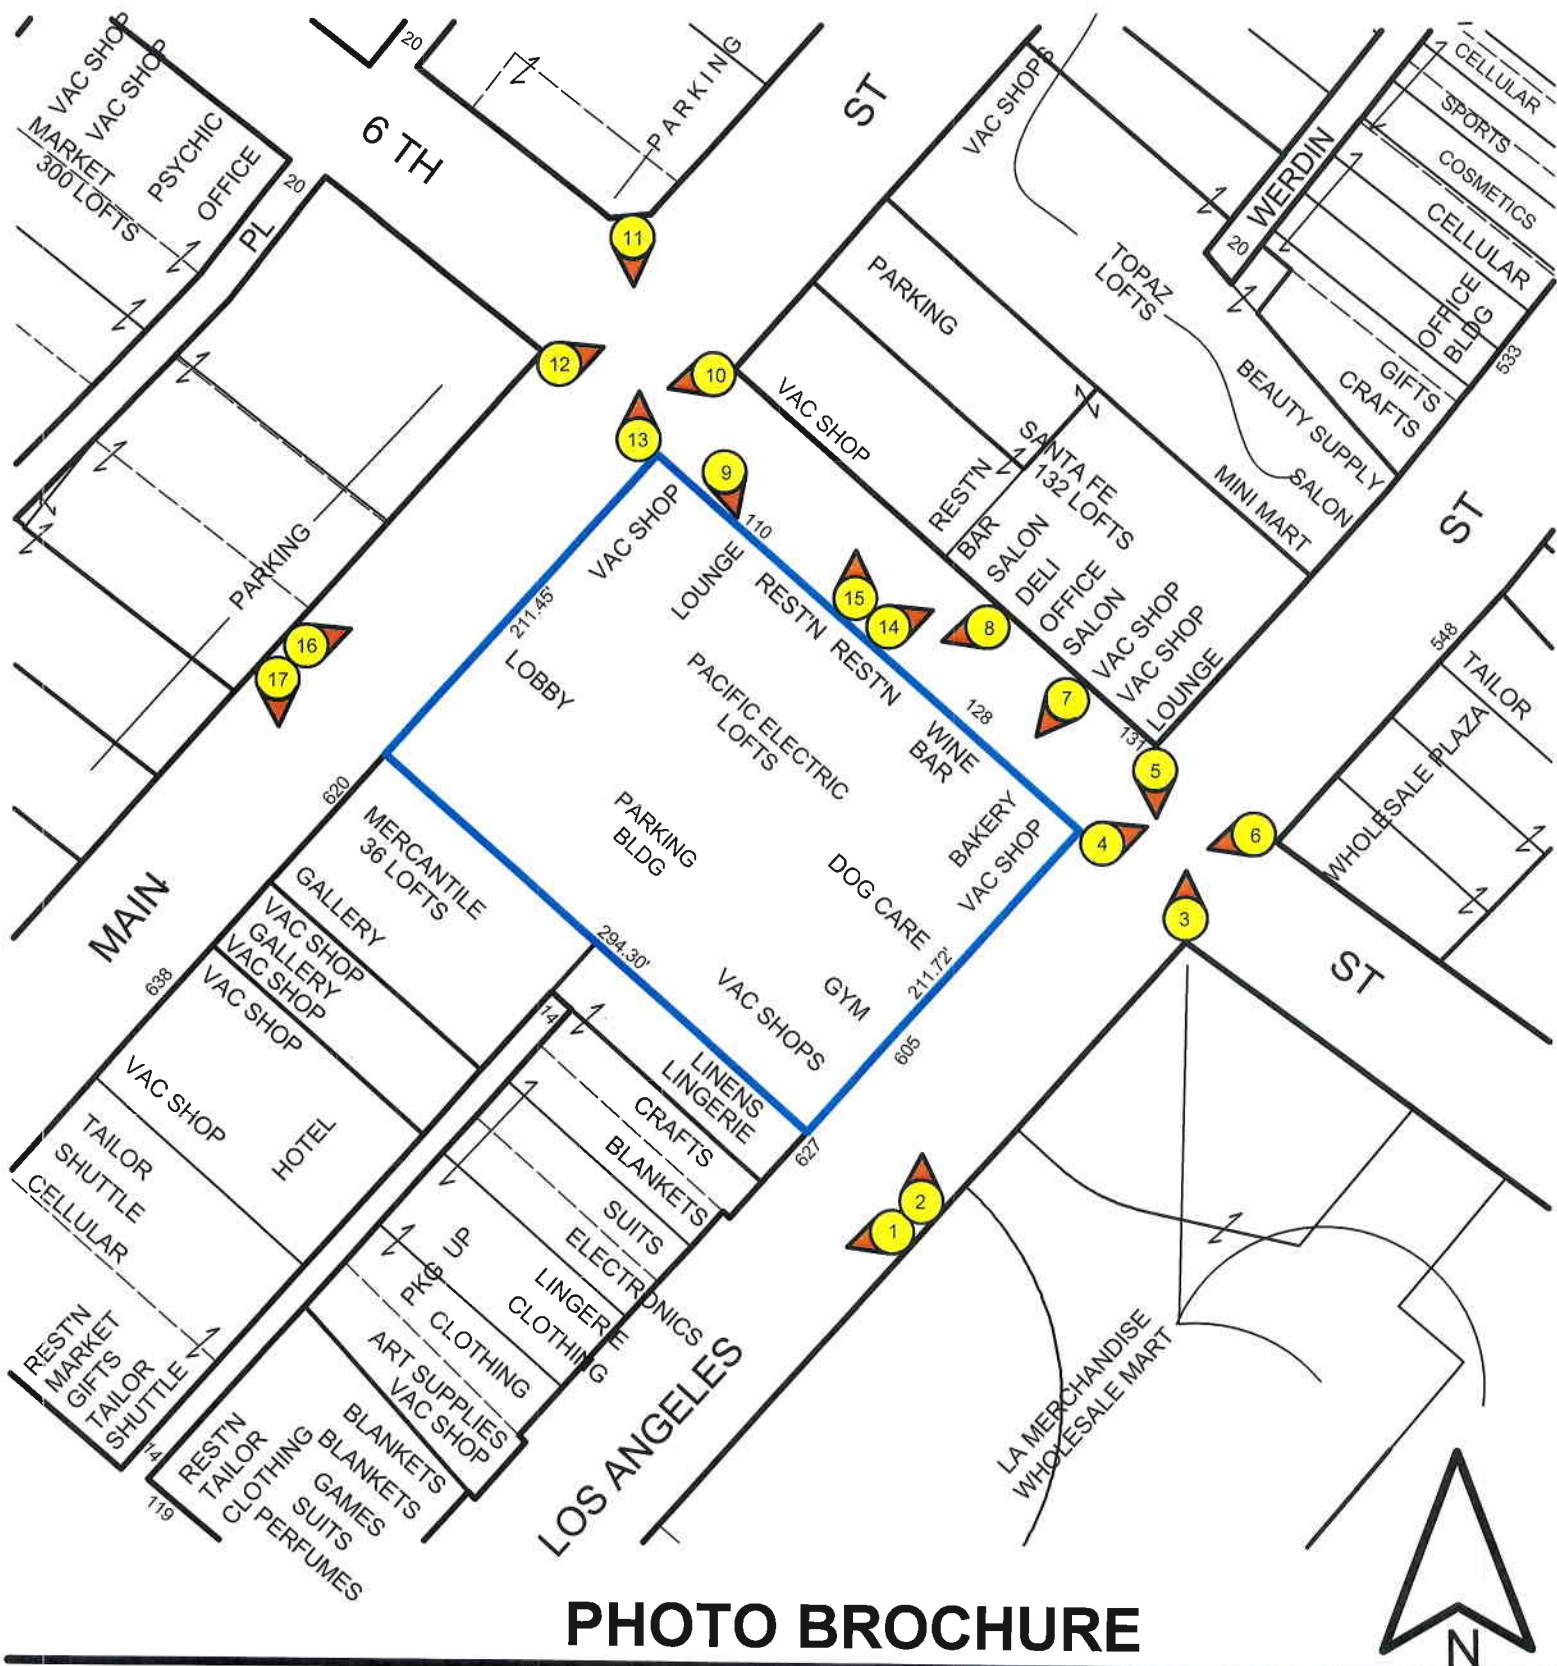 VAC SHOP
VAC SHOP
PSYCHIC
OFFICE
MARKET
300 LOFTS
20
PL
20
6 TH
PARKING
ST
VAC SHOPS
WERDIN
20
CELLULAR
SPORTS
COSMETICS
CELLULAR
OFFICE
BLDG
533
GIFTS
CRAFTS
TOPAZ
LOFTS
BEAUTY SUPPLY
SALON
MINI MART
PARKING
VAC SHOP
REST'N
SANTA FE
132 LOFTS
BAR
SALON
DELI
OFFICE
SALON
VAC SHOP
VAC SHOP
LOUNGE
131
ST
548
TAILOR
WHOLESALE PLAZA
11
12
10
13
9
15
14
8
16
17
7
5
4
6
3
2
1
PARKING
110
VAC SHOP
LOUNGE
REST'N
REST'N
211.45'
LOBBY
PACIFIC ELECTRIC
LOFTS
128
WINE
BAR
BAKERY
VAC SHOP
PARKING
BLDG
DOG CARE
211.72'
GYM
VAC SHOPS
294.30'
605
627
620
MAIN
MERCANTILE
36 LOFTS
GALLERY
VAC SHOP
GALLERY
VAC SHOP
638
VAC SHOP
VAC SHOP
HOTEL
TAILOR
SHUTTLE
CELLULAR
REST'N
MARKET
GIFTS
TAILOR
SHUTTLE
14
14
LINENS
LINGERIE
CRAFTS
BLANKETS
SUITS
ELECTRONICS
LINGERIE
CLOTHING
PKG UP
CLOTHING
ART SUPPLIES
VAC SHOP
BLANKETS
BLANKETS
GAMES
SUITS
PERFUMES
REST'N
TAILOR
CLOTHING
119
LOS ANGELES
ST
LA MERCHANDISE
WHOLESALE MART
PHOTO BROCHURE
N